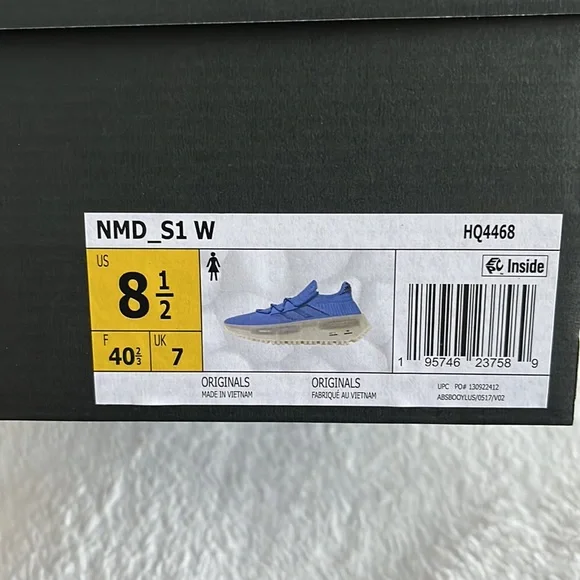 NMD_S1 W
HQ4468
US
8 1/2
Inside
F
40 2/3
UK
7
1 95746 23758 9
ORIGINALS
MADE IN VIETNAM
ORIGINALS
FABRIQUÉ AU VIETNAM
UPC PO# 130922412
ABSBOOYLUS/0517/V02